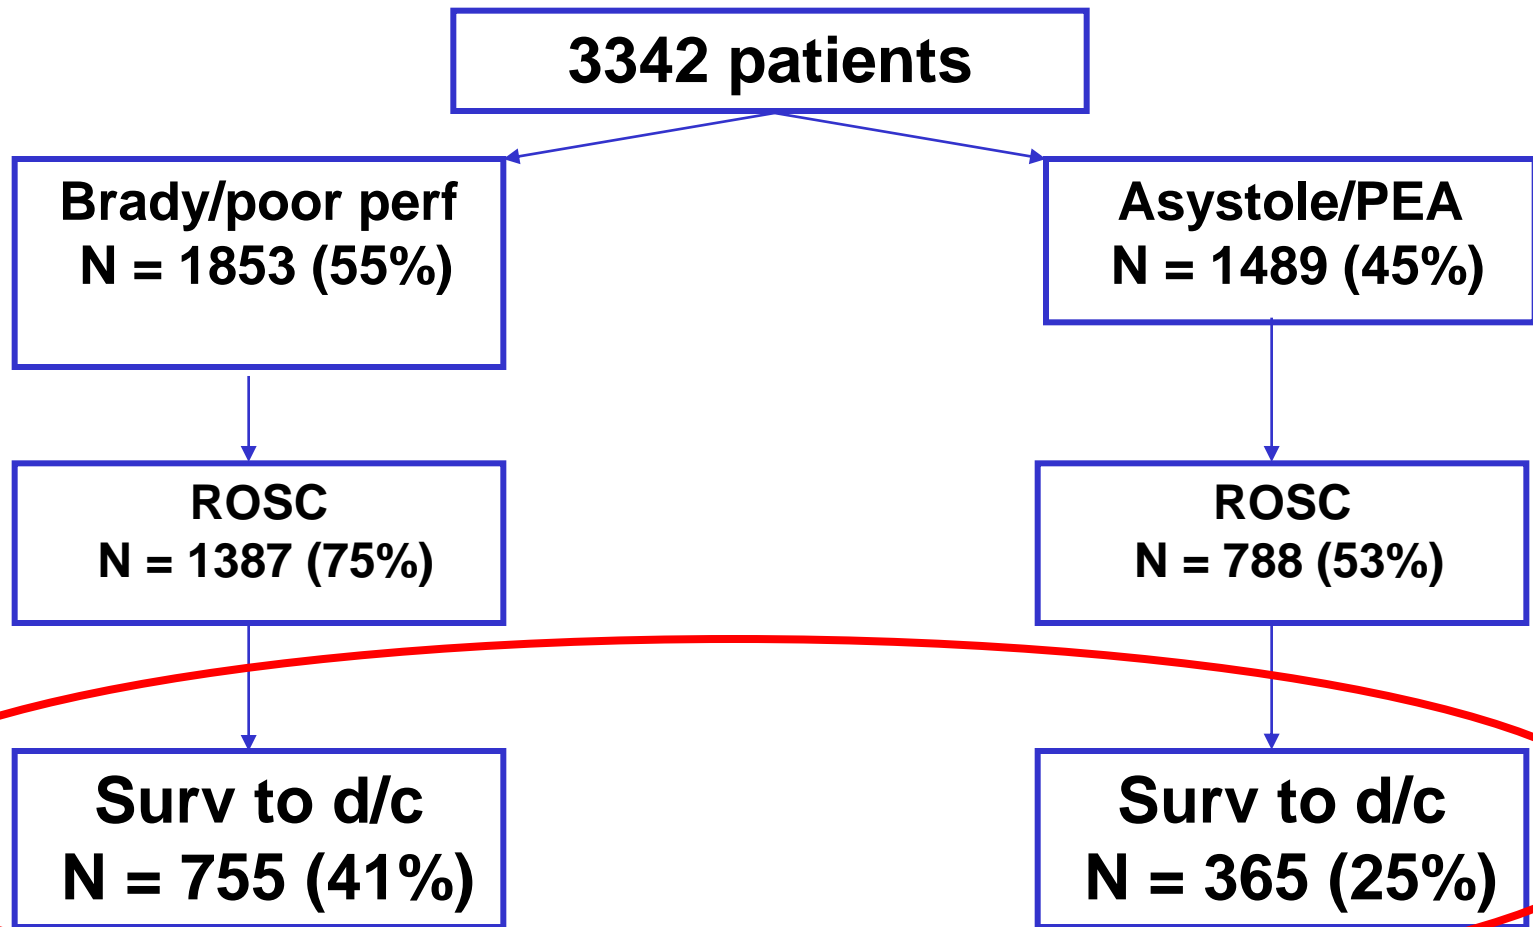 3342 patients
Brady/poor perf
N = 1853 (55%)
Asystole/PEA
N = 1489 (45%)
ROSC
N = 1387 (75%)
ROSC
N = 788 (53%)
Surv to d/c
N = 755 (41%)
Surv to d/c
N = 365 (25%)